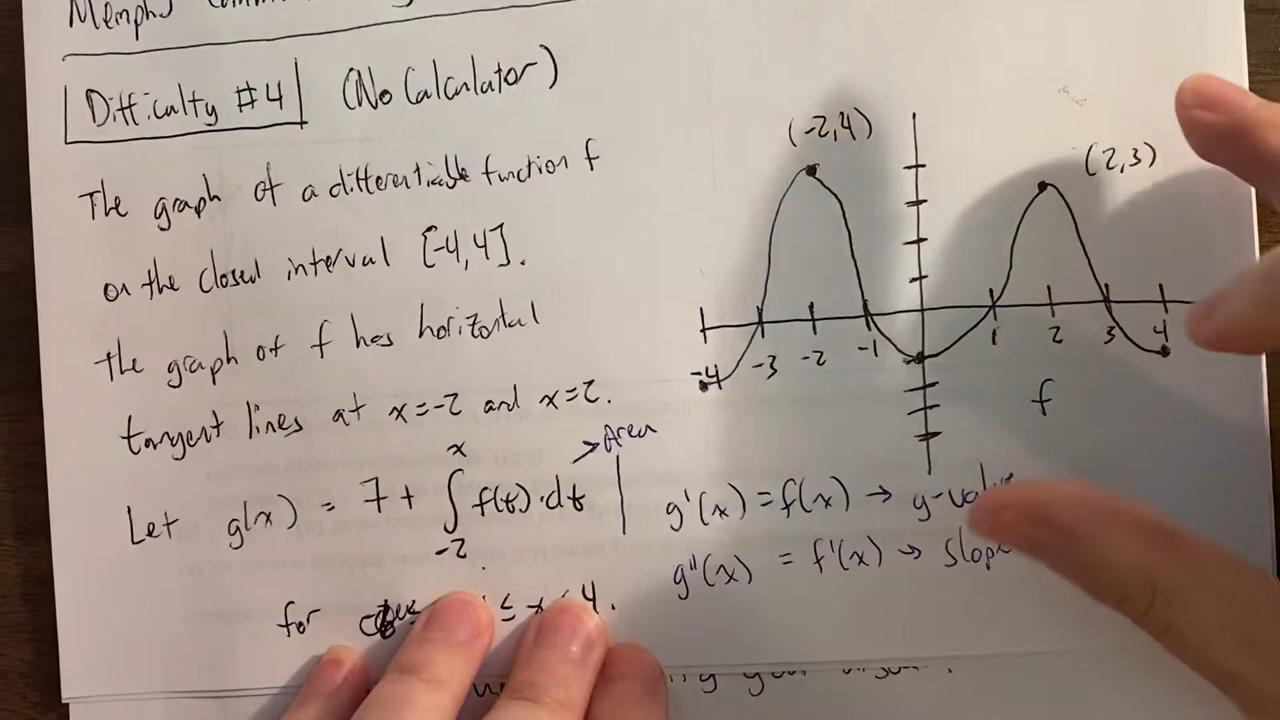 Difficulty #4 (No Calculator)
The graph of a differentiable function f
on the closed interval [-4,4].
the graph of f has horizontal
tangent lines at x=-2 and x=2.
Let g(x) = 7 + ∫_{-2}^{x} f(t)·dt
→ Area
for ≤ x 4.
(-2,4)
(2,3)
-4 -3 -2 -1 1 2 3 4
f
g'(x) = f(x) →
g''(x) = f'(x) →